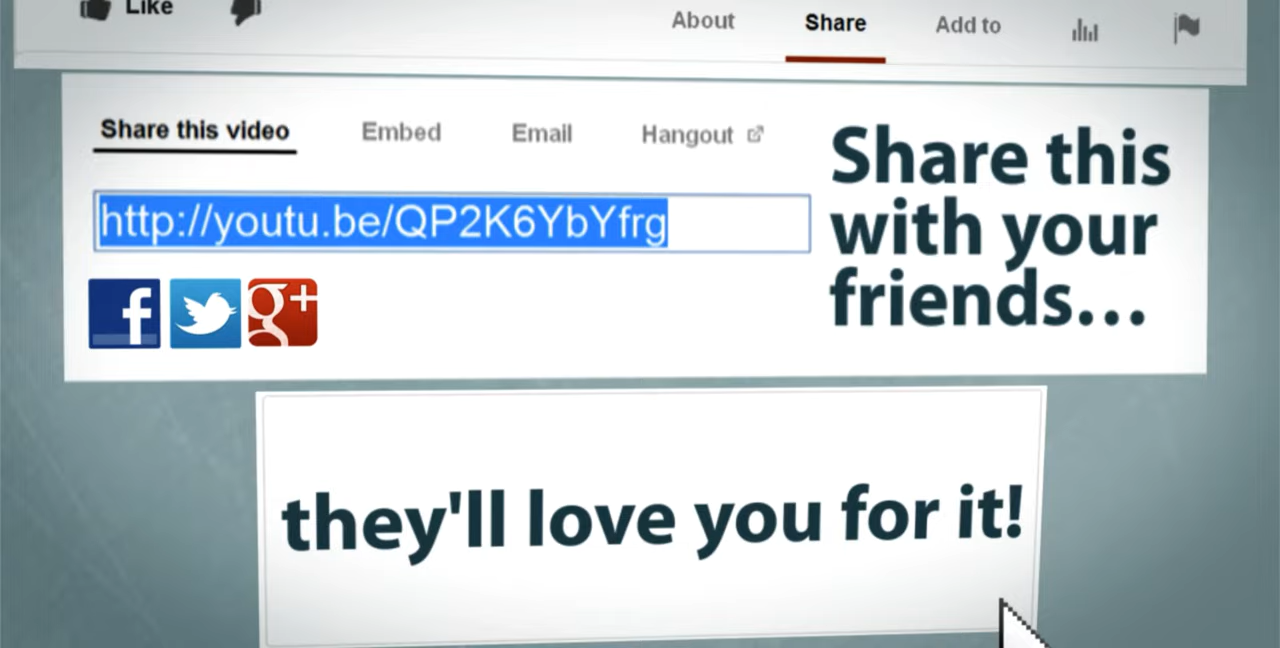 Like
About Share Add to
Share this video Embed Email Hangout
http://youtu.be/QP2K6YbYfrg
f g+
Share this
with your
friends...
they'll love you for it!